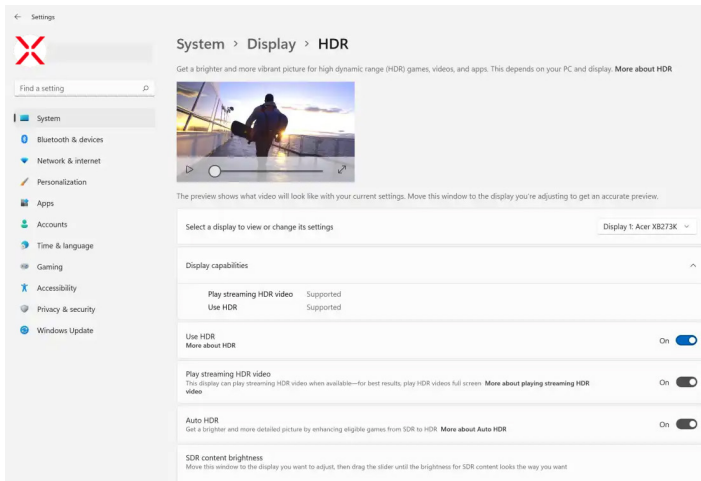 ← Settings
System > Display > HDR
Get a brighter and more vibrant picture for high dynamic range (HDR) games, videos, and apps. This depends on your PC and display. More about HDR
Find a setting
System
Bluetooth & devices
Network & internet
Personalization
Apps
Accounts
Time & language
Gaming
Accessibility
Privacy & security
Windows Update
The preview shows what video will look like with your current settings. Move this window to the display you're adjusting to get an accurate preview.
Select a display to view or change its settings
Display 1: Acer XB273K
Display capabilities
Play streaming HDR video Supported
Use HDR Supported
Use HDR
More about HDR
On
Play streaming HDR video
This display can play streaming HDR video when available—for best results, play HDR videos full screen More about playing streaming HDR
video
On
Auto HDR
Get a brighter and more detailed picture by enhancing eligible games from SDR to HDR More about Auto HDR
On
SDR content brightness
Move this window to the display you want to adjust, then drag the slider until the brightness for SDR content looks the way you want